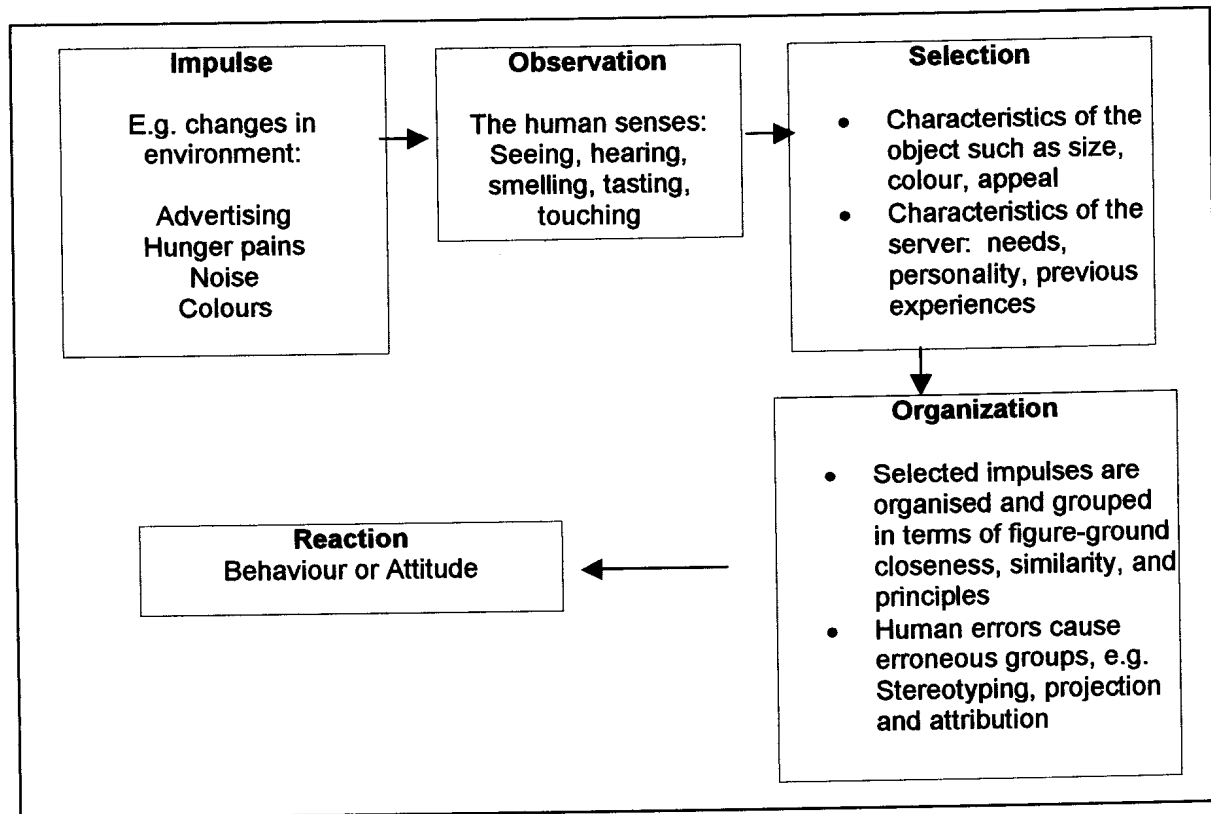 Impulse
E.g. changes in
environment:
Advertising
Hunger pains
Noise
Colours
Observation
The human senses:
Seeing, hearing,
smelling, tasting,
touching
Selection
• Characteristics of the
object such as size,
colour, appeal
• Characteristics of the
server: needs,
personality, previous
experiences
Organization
• Selected impulses are
organised and grouped
in terms of figure-ground
closeness, similarity, and
principles
• Human errors cause
erroneous groups, e.g.
Stereotyping, projection
and attribution
Reaction
Behaviour or Attitude